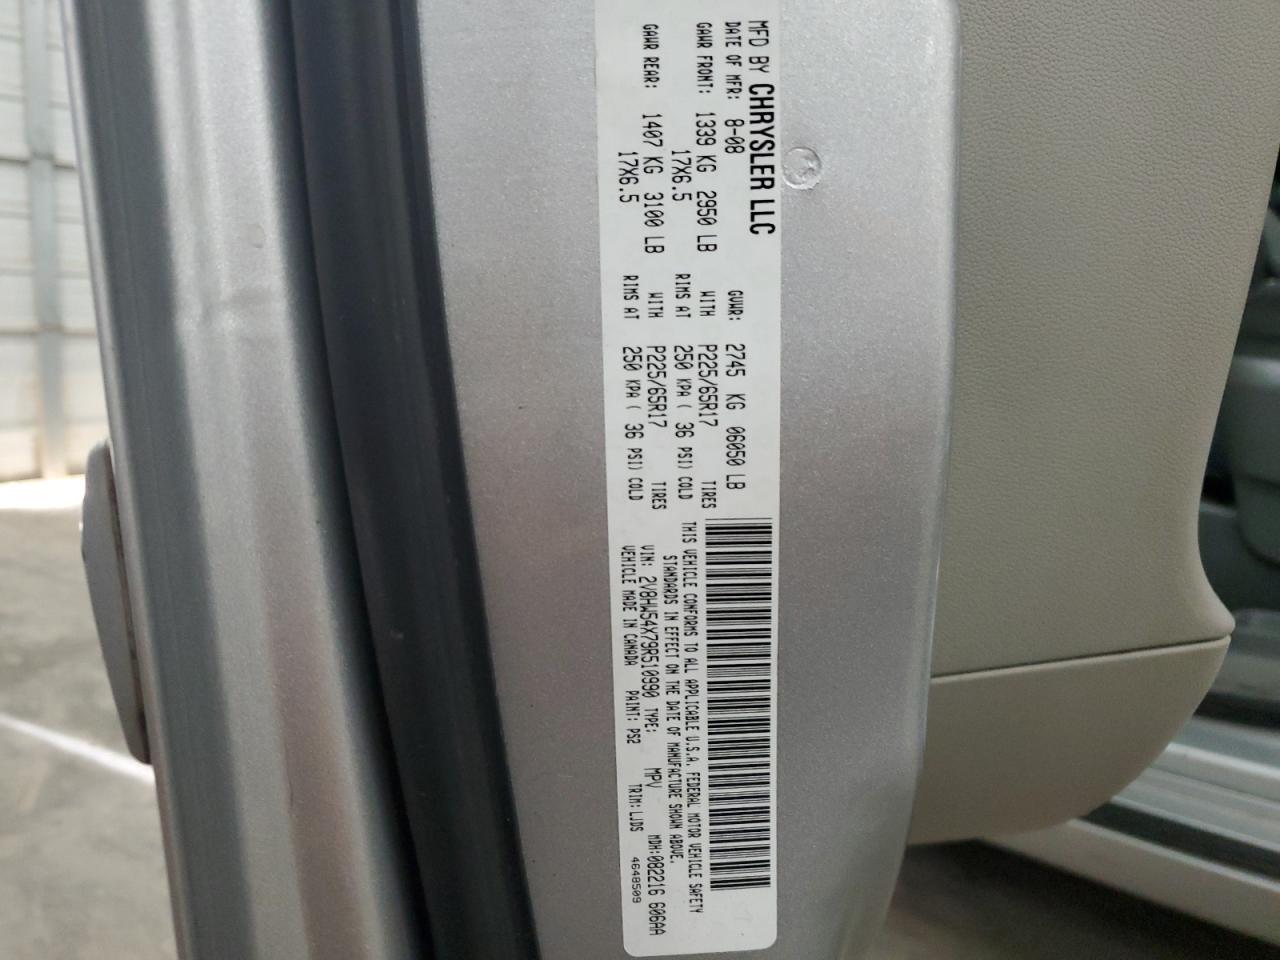 MFD BY CHRYSLER LLC
DATE OF MFR: 8-08 GVWR: 2745 KG 06050 LB
GAWR FRONT: 1339 KG 2950 LB WITH P225/65R17 TIRES
17X6.5 RIMS AT 250 KPA ( 36 PSI) COLD
GAWR REAR: 1407 KG 3100 LB WITH P225/65R17 TIRES
17X6.5 RIMS AT 250 KPA ( 36 PSI) COLD
THIS VEHICLE CONFORMS TO ALL APPLICABLE U.S.A. FEDERAL MOTOR VEHICLE SAFETY
STANDARDS IN EFFECT ON THE DATE OF MANUFACTURE SHOWN ABOVE.
VIN: 2V8HW54X79R510990 TYPE: MPV MDH:082216 606AA
VEHICLE MADE IN CANADA PAINT: PS2 TRIM: LJDS 4648509